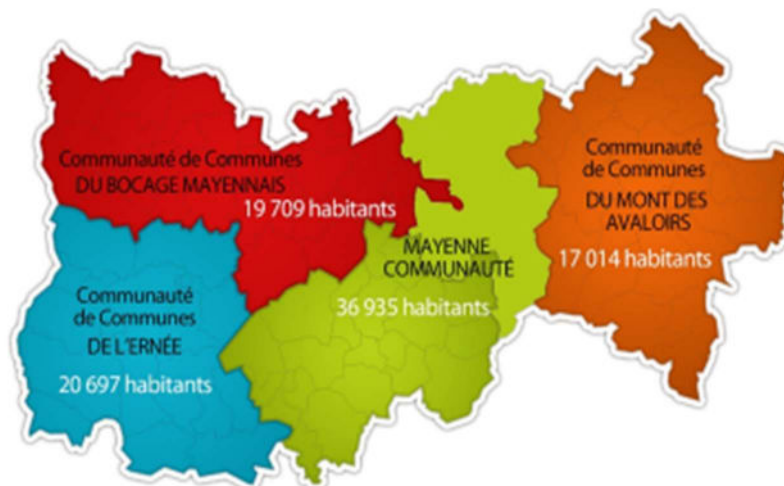 Communauté de Communes
DU BOCAGE MAYENNAIS
19 709 habitants
Communauté
de Communes
DE L'ERNÉE
20 697 habitants
MAYENNE
COMMUNAUTÉ
36 935 habitants
Communauté
de Communes
DU MONT DES
AVALOIRS
17 014 habitants